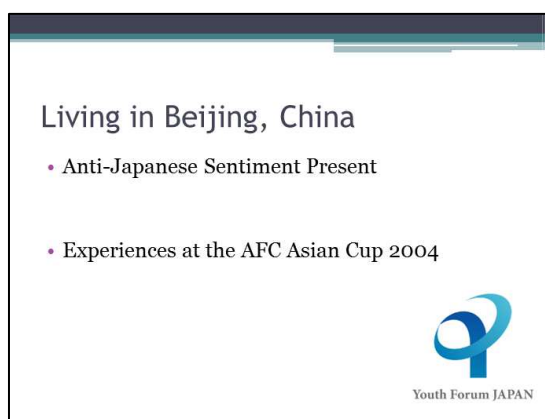 Living in Beijing, China
• Anti-Japanese Sentiment Present
• Experiences at the AFC Asian Cup 2004
Youth Forum JAPAN